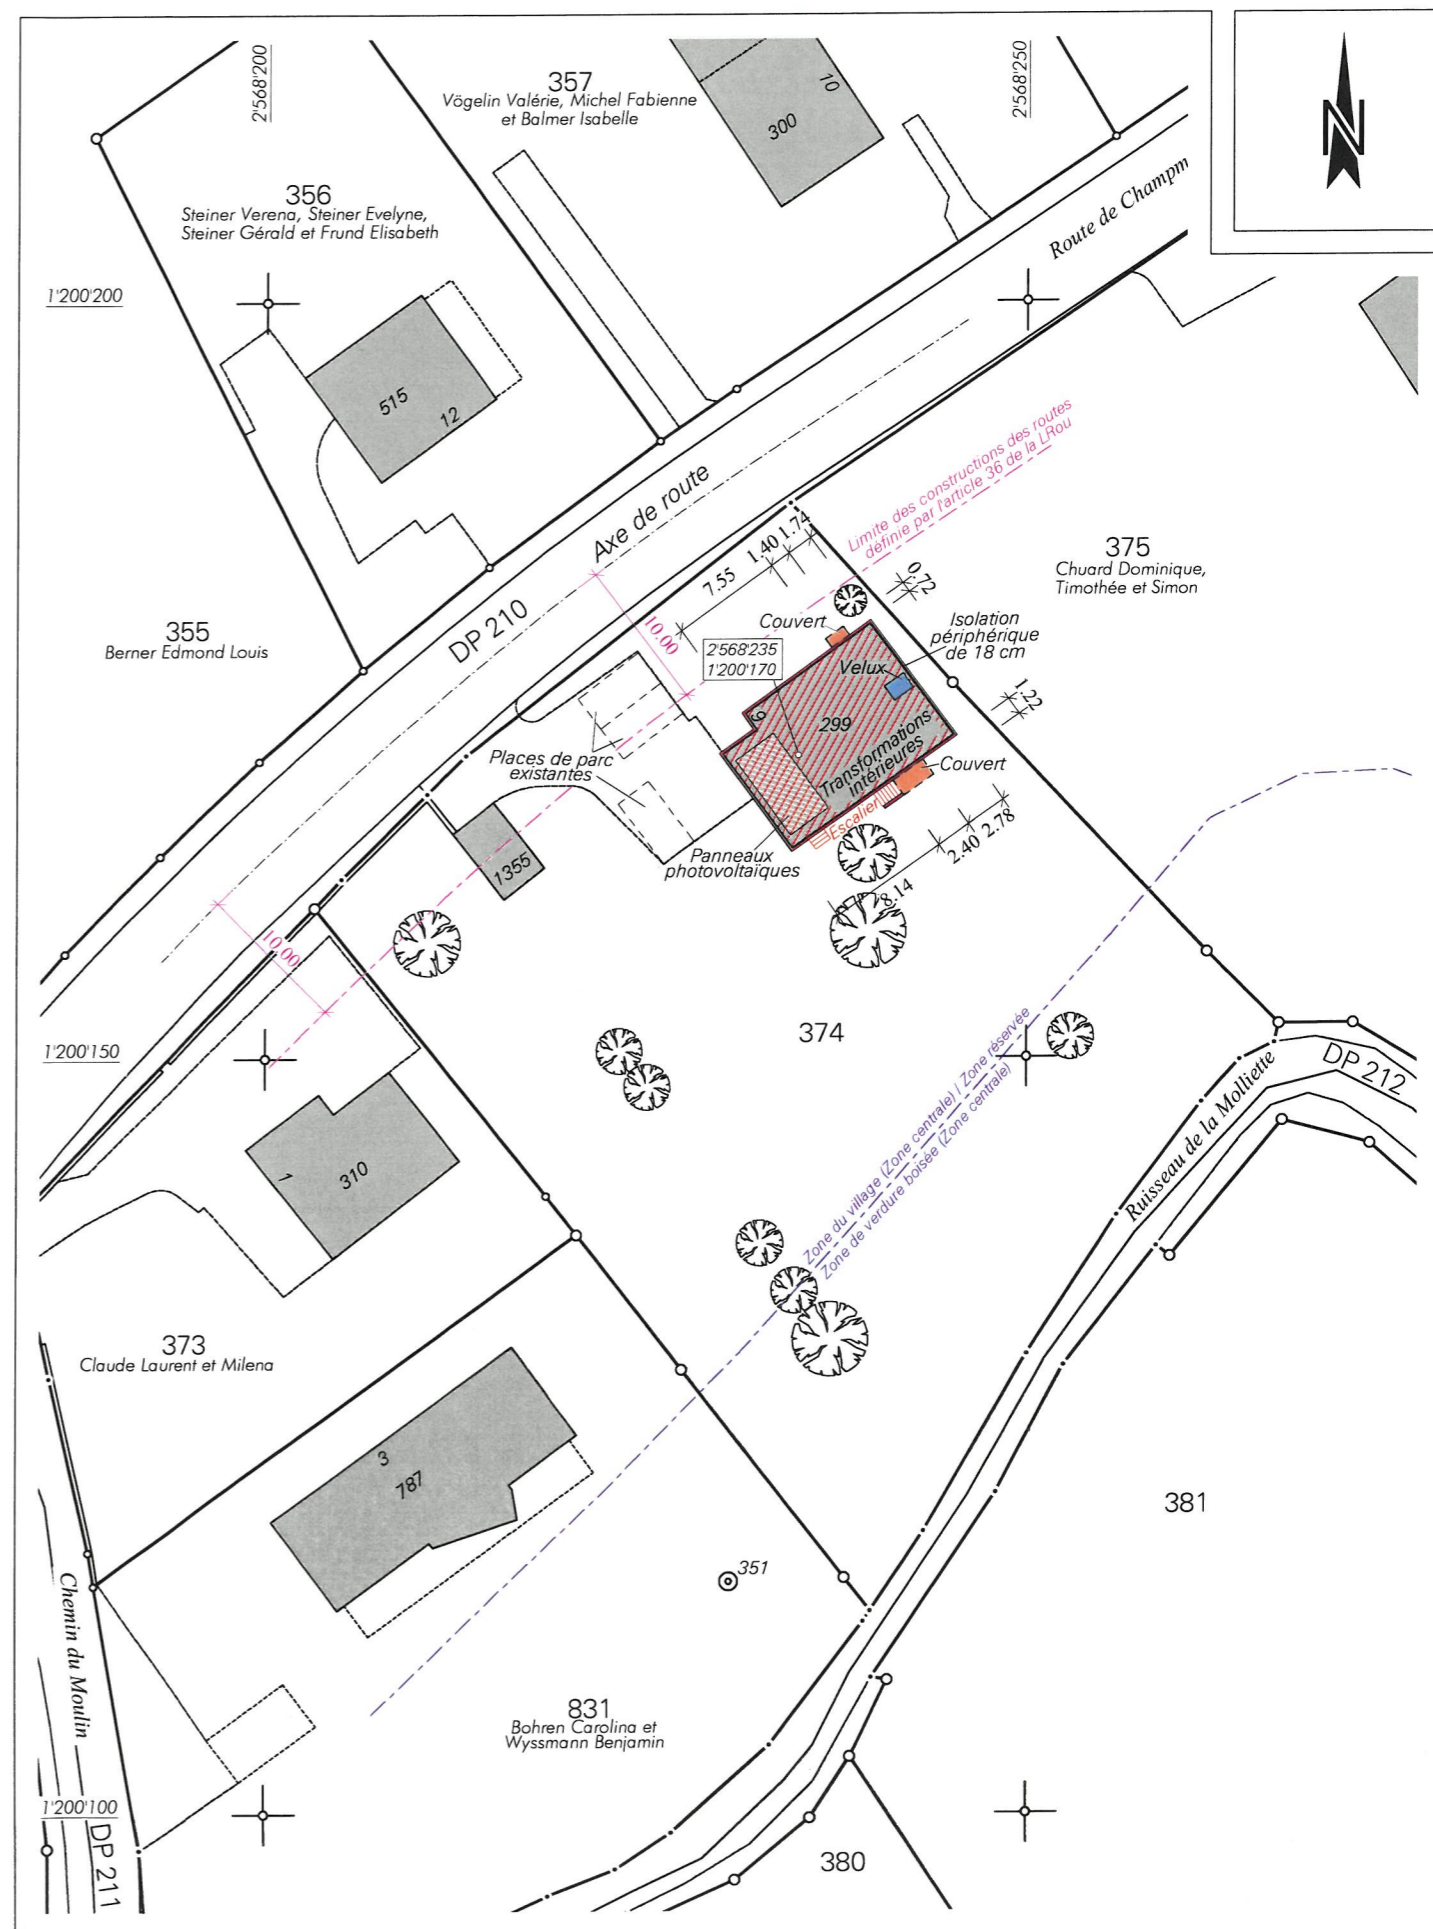 2'568'200
357
Vögelin Valérie, Michel Fabienne
et Balmer Isabelle
10
300
2'568'250
N
356
Steiner Verena, Steiner Evelyne,
Steiner Gérald et Frund Elisabeth
Route de Champm
1'200'200
515
12
Axe de route
Limite des constructions des routes
définie par l'article 36 de la LRou
7.55
1.40
1.74
375
Chuard Dominique,
Timothée et Simon
0.72
355
Berner Edmond Louis
DP 210
10.00
Couvert
Isolation
périphérique
de 18 cm
2'568'235
1'200'170
Velux
1.22
9
299
Transformations
intérieures
Places de parc
existantes
Couvert
Escalier
1355
Panneaux
photovoltaïques
2.78
2.40
8.14
10.00
374
1'200'150
DP 212
Zone du village (Zone centrale) / Zone réservée
Zone de verdure boisée (Zone centrale)
Ruisseau de la Molliette
1
310
373
Claude Laurent et Milena
3
787
381
351
Chemin du Moulin
831
Bohren Carolina et
Wyssmann Benjamin
1'200'100
DP 211
380